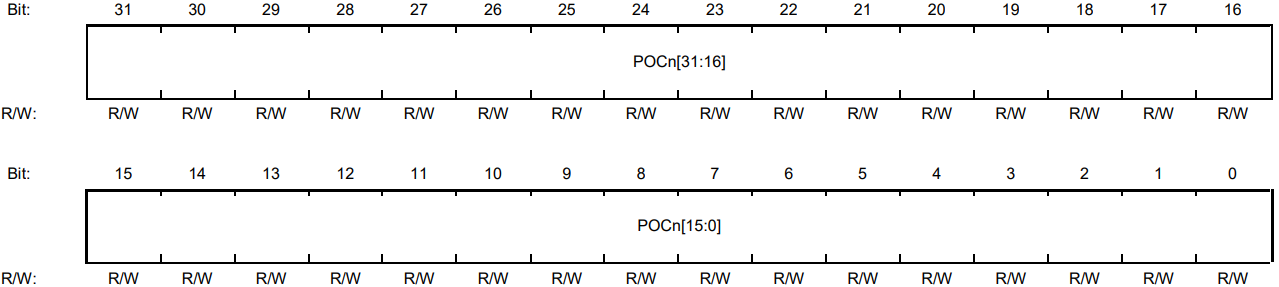 Bit: 31 30 29 28 27 26 25 24 23 22 21 20 19 18 17 16
POCn[31:16]
R/W: R/W R/W R/W R/W R/W R/W R/W R/W R/W R/W R/W R/W R/W R/W R/W R/W
Bit: 15 14 13 12 11 10 9 8 7 6 5 4 3 2 1 0
POCn[15:0]
R/W: R/W R/W R/W R/W R/W R/W R/W R/W R/W R/W R/W R/W R/W R/W R/W R/W